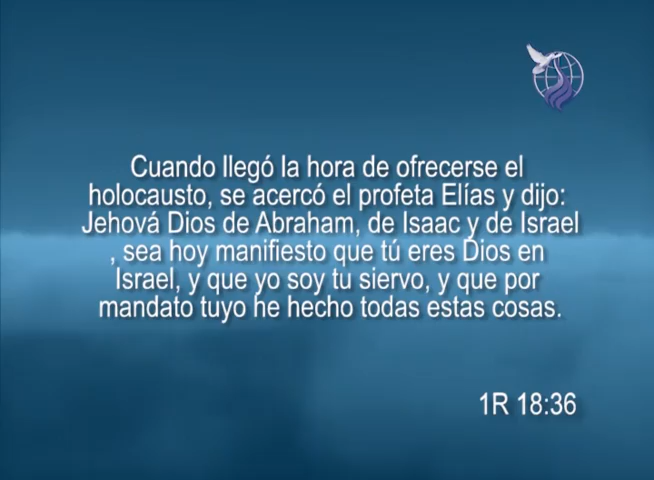 Cuando llegó la hora de ofrecerse el
holocausto, se acercó el profeta Elías y dijo:
Jehová Dios de Abraham, de Isaac y de Israel
, sea hoy manifiesto que tú eres Dios en
Israel, y que yo soy tu siervo, y que por
mandato tuyo he hecho todas estas cosas.
1R 18:36